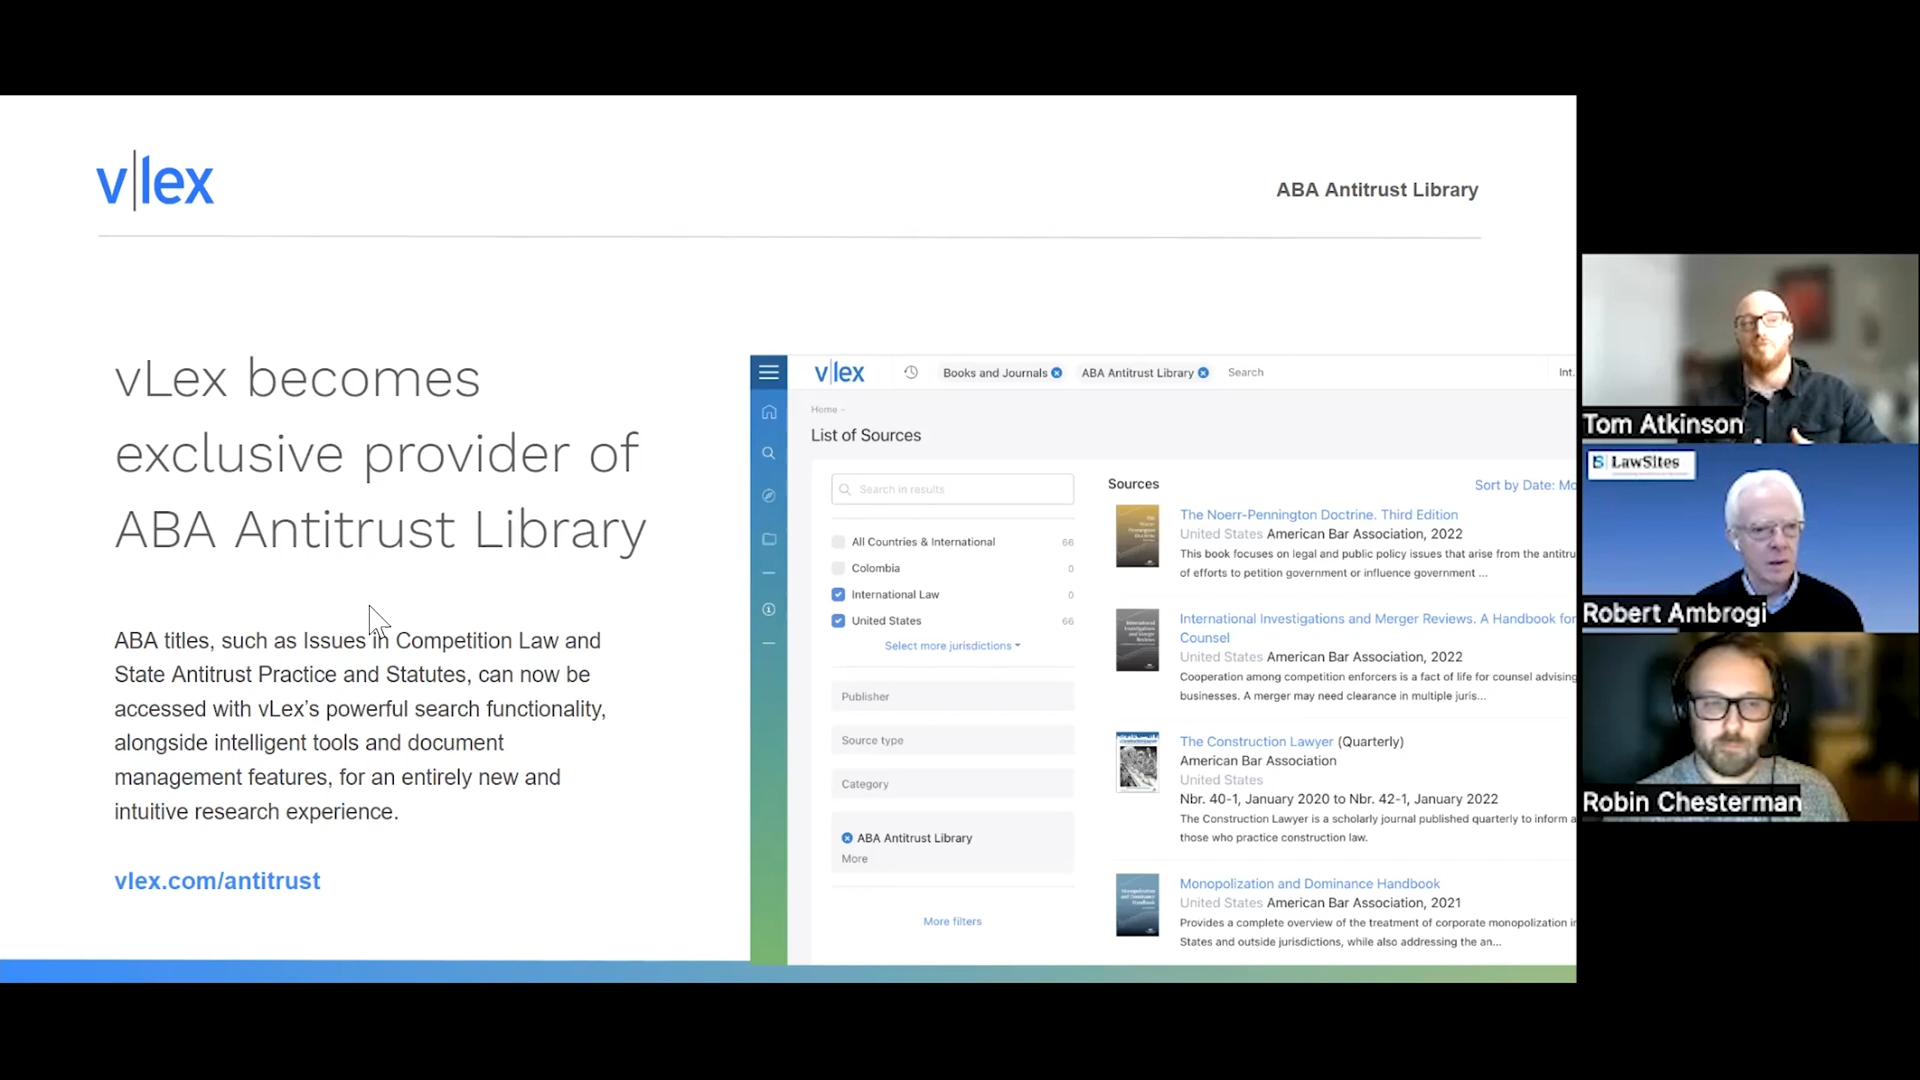 v|lex
ABA Antitrust Library
vLex becomes
exclusive provider of
ABA Antitrust Library
ABA titles, such as Issues in Competition Law and
State Antitrust Practice and Statutes, can now be
accessed with vLex's powerful search functionality,
alongside intelligent tools and document
management features, for an entirely new and
intuitive research experience.
vlex.com/antitrust
v|lex
Books and Journals
ABA Antitrust Library
Search
Int.
Home
List of Sources
Search in results
All Countries & International 66
Colombia 0
International Law 0
United States 66
Select more jurisdictions
Publisher
Source type
Category
ABA Antitrust Library
More
More filters
Sources
Sort by Date: Mo
The Noerr-Pennington Doctrine. Third Edition
United States American Bar Association, 2022
This book focuses on legal and public policy issues that arise from the antitru
of efforts to petition government or influence government ...
International Investigations and Merger Reviews. A Handbook for
Counsel
United States American Bar Association, 2022
Cooperation among competition enforcers is a fact of life for counsel advising
businesses. A merger may need clearance in multiple juris...
The Construction Lawyer (Quarterly)
American Bar Association
United States
Nbr. 40-1, January 2020 to Nbr. 42-1, January 2022
The Construction Lawyer is a scholarly journal published quarterly to inform a
those who practice construction law.
Monopolization and Dominance Handbook
United States American Bar Association, 2021
Provides a complete overview of the treatment of corporate monopolization in
States and outside jurisdictions, while also addressing the an...
Tom Atkinson
LawSites
Robert Ambrogi
Robin Chesterman